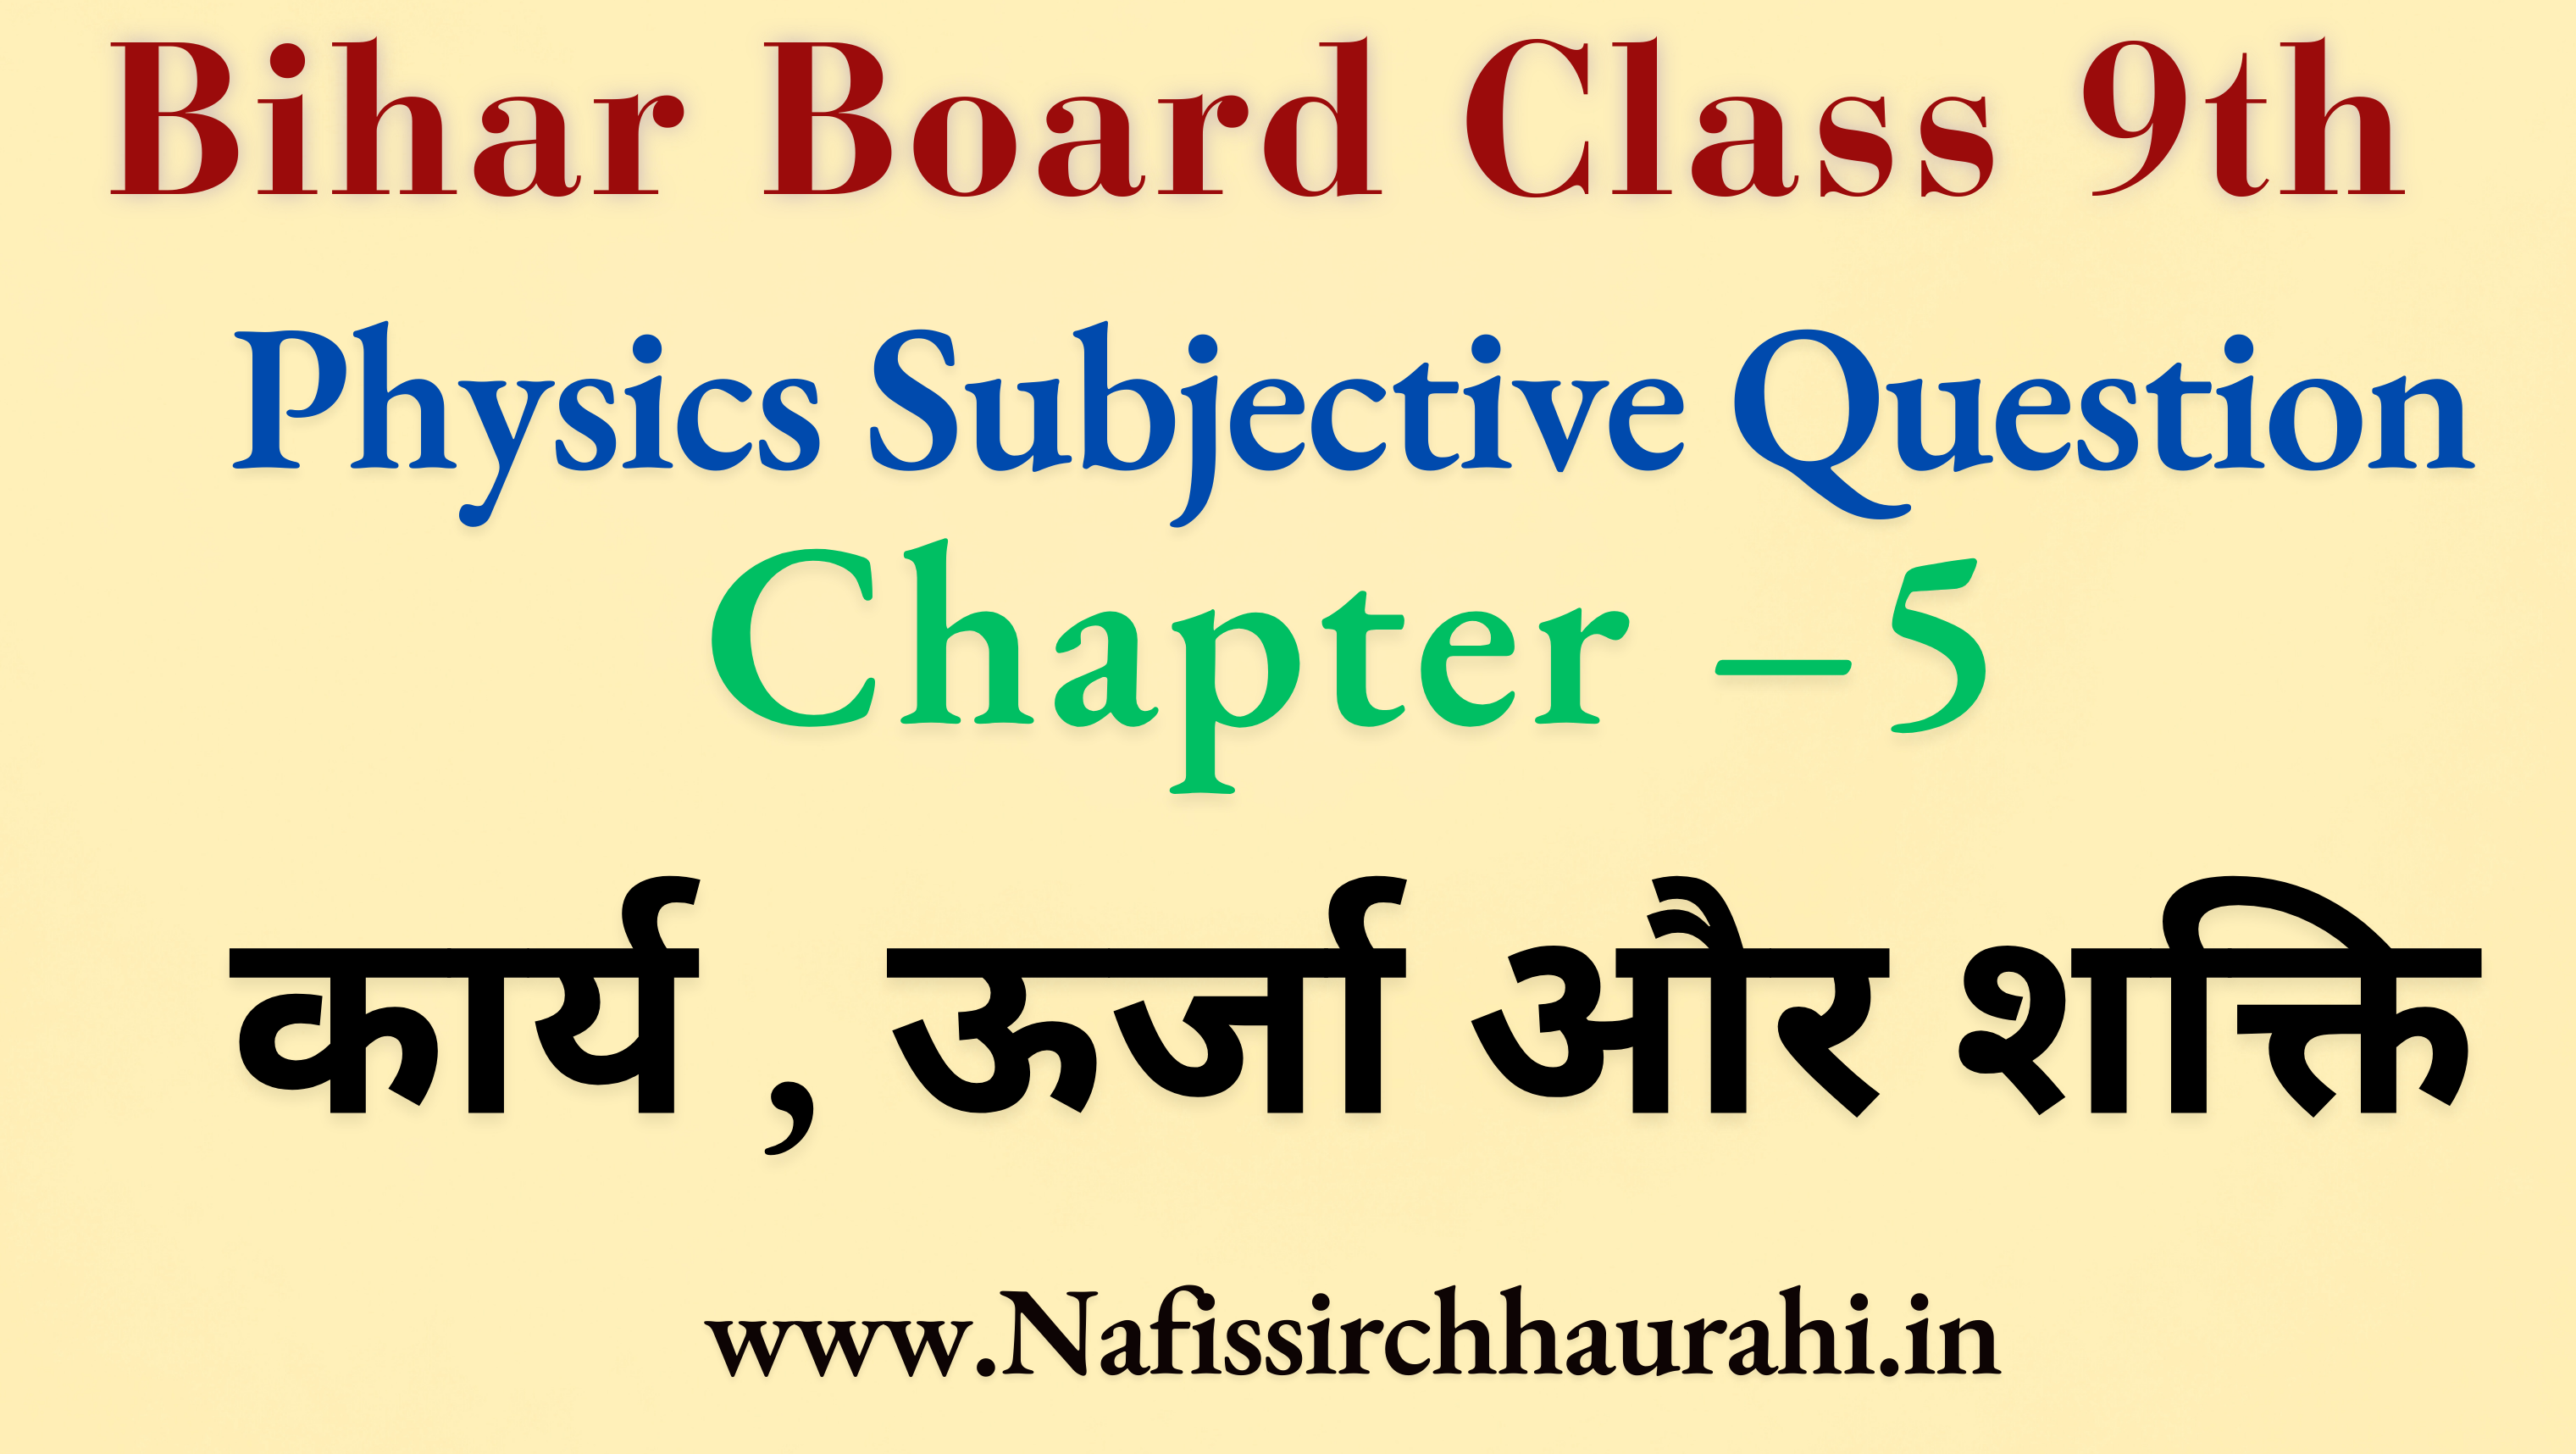 Bihar Board Class 9th
Physics Subjective Question
Chapter –5
कार्य , ऊर्जा और शक्ति
www.Nafissirchhaurahi.in